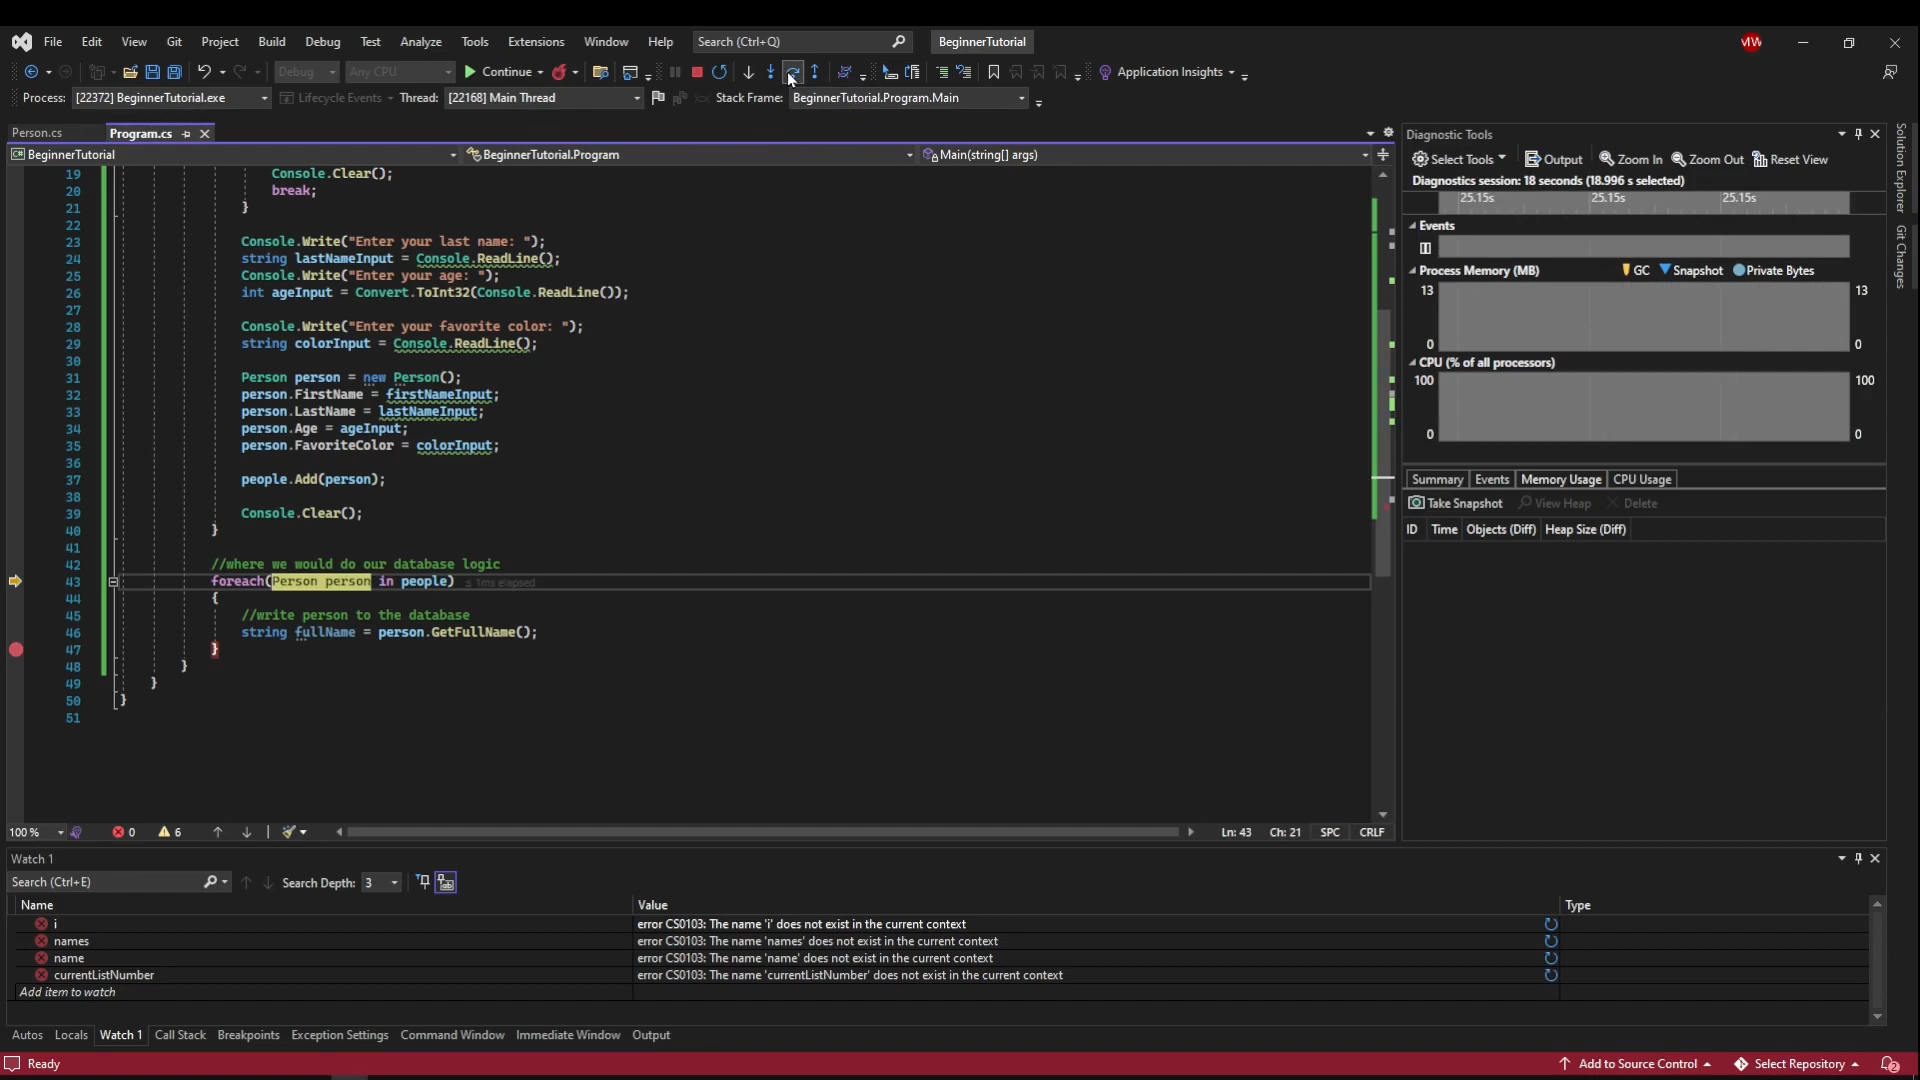 File Edit View Git Project Build Debug Test Analyze Tools Extensions Window Help Search (Ctrl+Q) BeginnerTutorial MW
Debug Any CPU Continue Application Insights
Process: [22372] BeginnerTutorial.exe Lifecycle Events Thread: [22168] Main Thread Stack Frame: BeginnerTutorial.Program.Main
Person.cs Program.cs
C# BeginnerTutorial BeginnerTutorial.Program Main(string[] args)
19 Console.Clear();
20 break;
21 }
22
23 Console.Write("Enter your last name: ");
24 string lastNameInput = Console.ReadLine();
25 Console.Write("Enter your age: ");
26 int ageInput = Convert.ToInt32(Console.ReadLine());
27
28 Console.Write("Enter your favorite color: ");
29 string colorInput = Console.ReadLine();
30
31 Person person = new Person();
32 person.FirstName = firstNameInput;
33 person.LastName = lastNameInput;
34 person.Age = ageInput;
35 person.FavoriteColor = colorInput;
36
37 people.Add(person);
38
39 Console.Clear();
40 }
41
42 //where we would do our database logic
43 foreach(Person person in people) ≤ 1ms elapsed
44 {
45 //write person to the database
46 string fullName = person.GetFullName();
47 }
48 }
49 }
50 }
51
100 % 0 6 Ln: 43 Ch: 21 SPC CRLF
Diagnostic Tools
Select Tools Output Zoom In Zoom Out Reset View
Diagnostics session: 18 seconds (18.996 s selected)
25.15s 25.15s 25.15s
Events
Process Memory (MB) GC Snapshot Private Bytes
13 13
0 0
CPU (% of all processors)
100 100
0 0
Summary Events Memory Usage CPU Usage
Take Snapshot View Heap Delete
ID Time Objects (Diff) Heap Size (Diff)
Solution Explorer
Git Changes
Watch 1
Search (Ctrl+E) Search Depth: 3
Name Value Type
i error CS0103: The name 'i' does not exist in the current context
names error CS0103: The name 'names' does not exist in the current context
name error CS0103: The name 'name' does not exist in the current context
currentListNumber error CS0103: The name 'currentListNumber' does not exist in the current context
Add item to watch
Autos Locals Watch 1 Call Stack Breakpoints Exception Settings Command Window Immediate Window Output
Ready Add to Source Control Select Repository 2